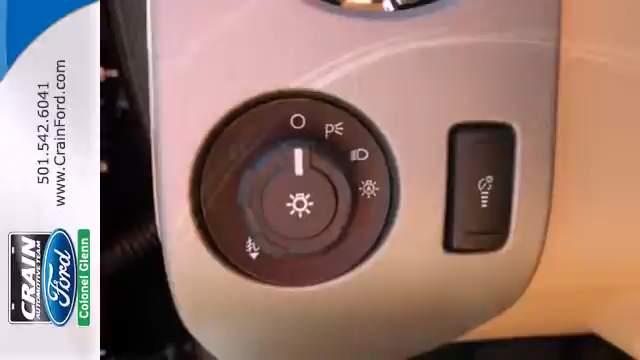 501.542.6041
www.CrainFord.com
CRAIN
AUTOMOTIVE TEAM
Ford
Colonel Glenn
P